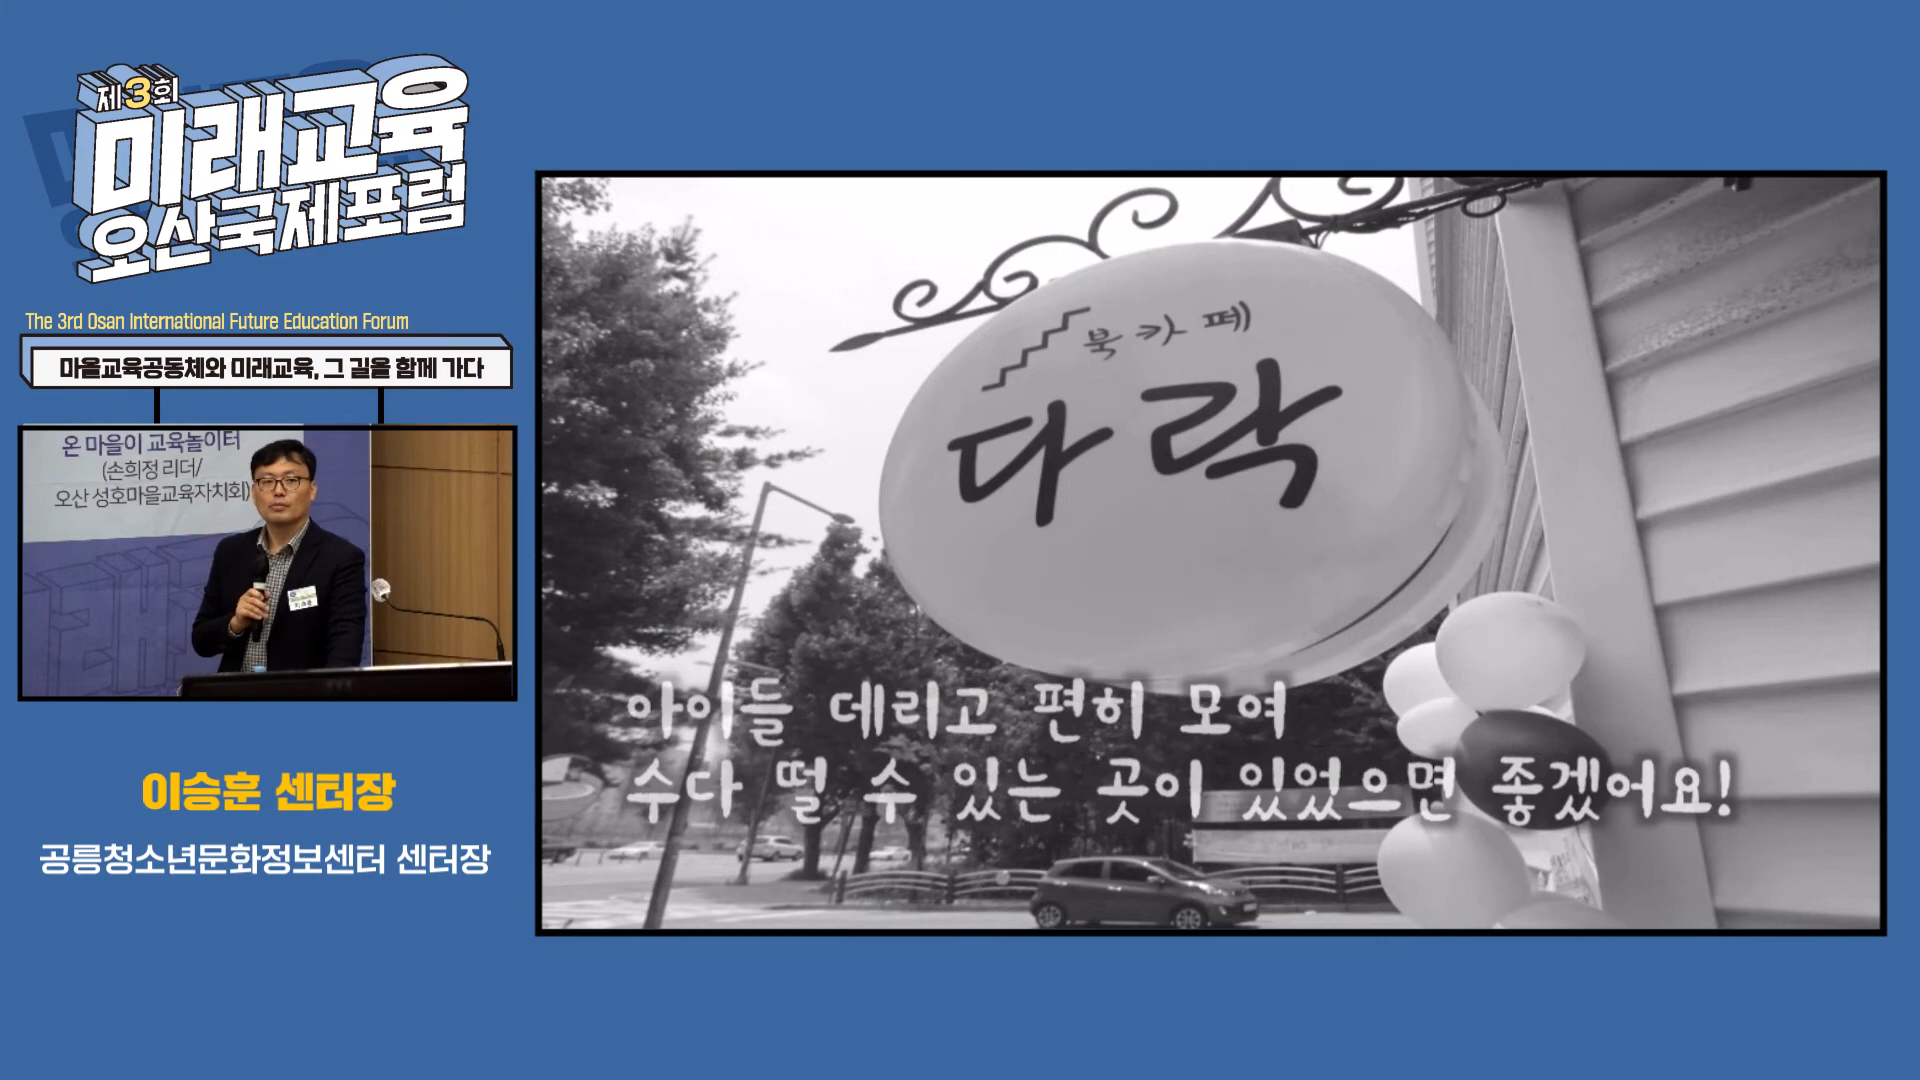 제3회
미래교육
오산국제포럼
The 3rd Osan International Future Education Forum
마을교육공동체와 미래교육, 그 길을 함께 가다
온 마을이 교육놀이터
(손희정 리더/
오산 성호마을교육자치회)
이승훈
이승훈 센터장
공릉청소년문화정보센터 센터장
북카페
다락
아이들 데리고 편히 모여
수다 떨 수 있는 곳이 있었으면 좋겠어요!